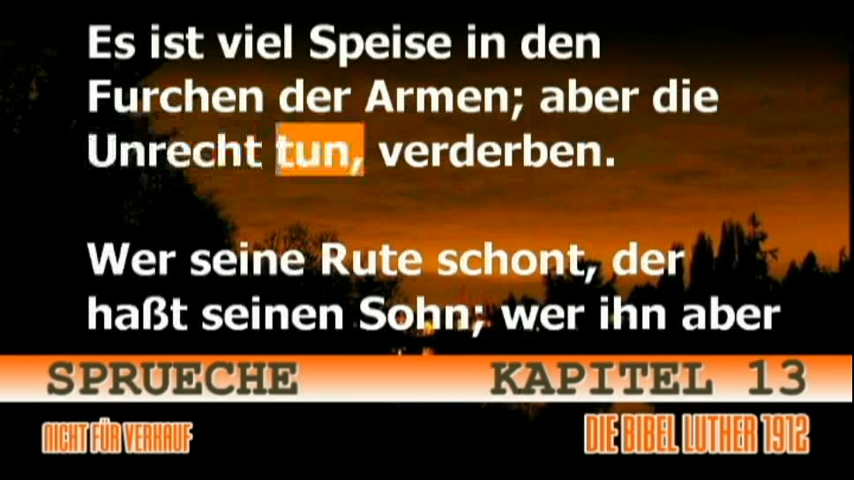 Es ist viel Speise in den
Furchen der Armen; aber die
Unrecht tun, verderben.
Wer seine Rute schont, der
haßt seinen Sohn; wer ihn aber
SPRUECHE KAPITEL 13
NICHT FÜR VERKAUF DIE BIBEL LUTHER 1912